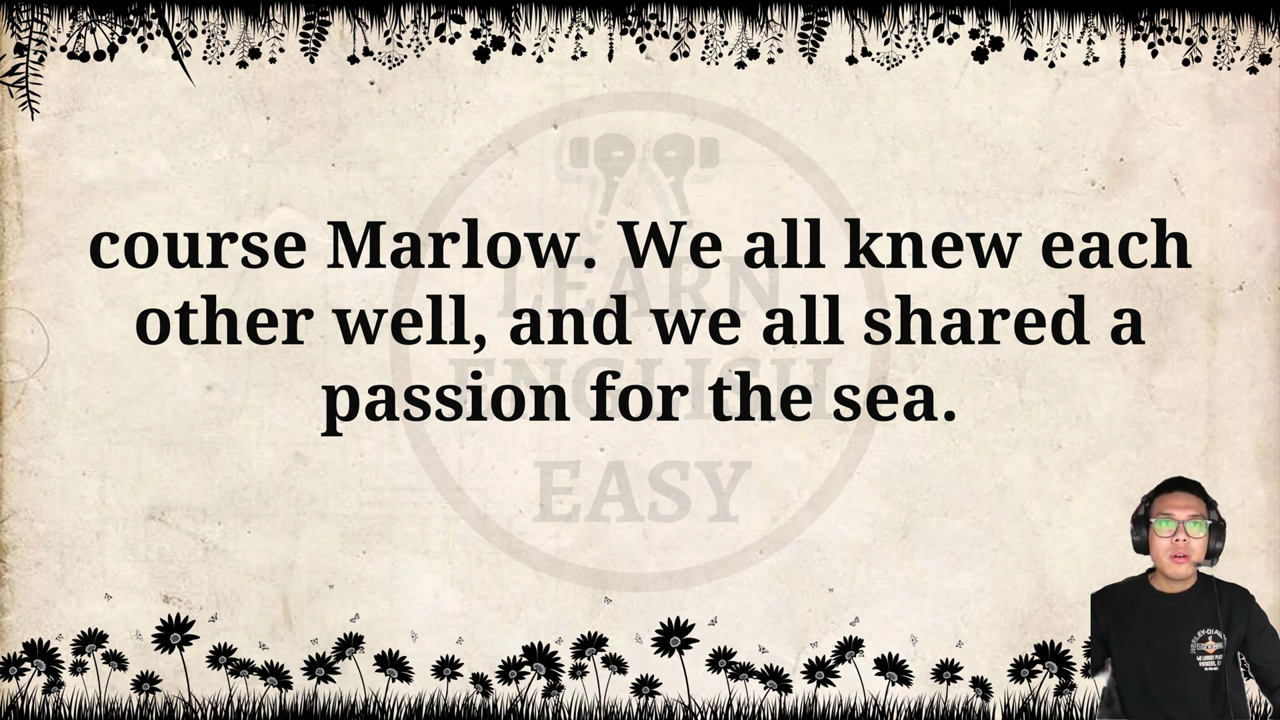 course Marlow. We all knew each
other well, and we all shared a
passion for the sea.
LEARN
ENGLISH
EASY